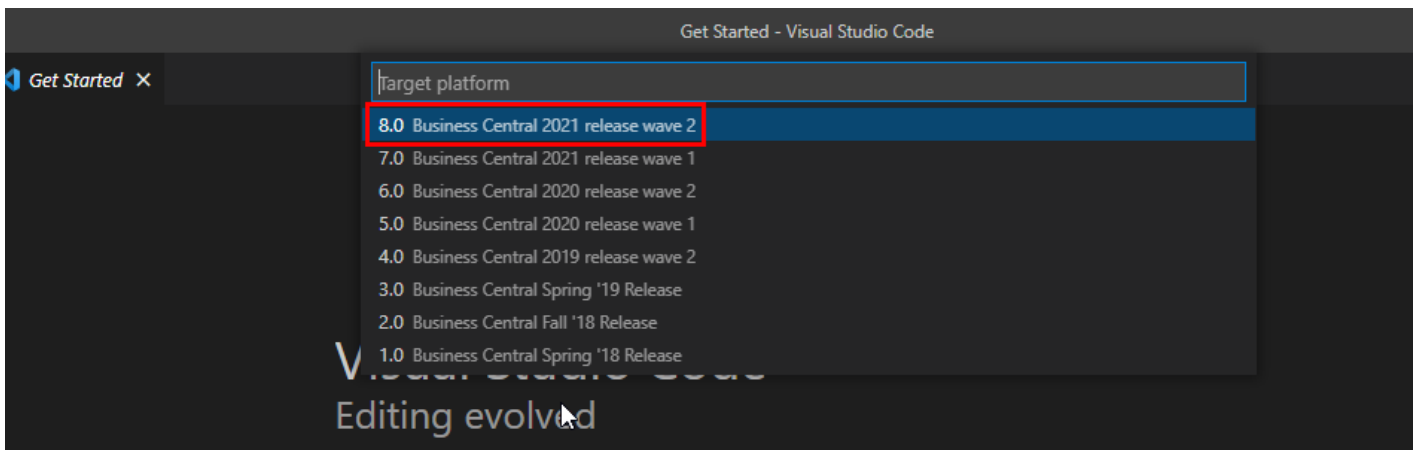 Get Started - Visual Studio Code
Get Started
Target platform
8.0 Business Central 2021 release wave 2
7.0 Business Central 2021 release wave 1
6.0 Business Central 2020 release wave 2
5.0 Business Central 2020 release wave 1
4.0 Business Central 2019 release wave 2
3.0 Business Central Spring '19 Release
2.0 Business Central Fall '18 Release
1.0 Business Central Spring '18 Release
Visual Studio Code
Editing evolved